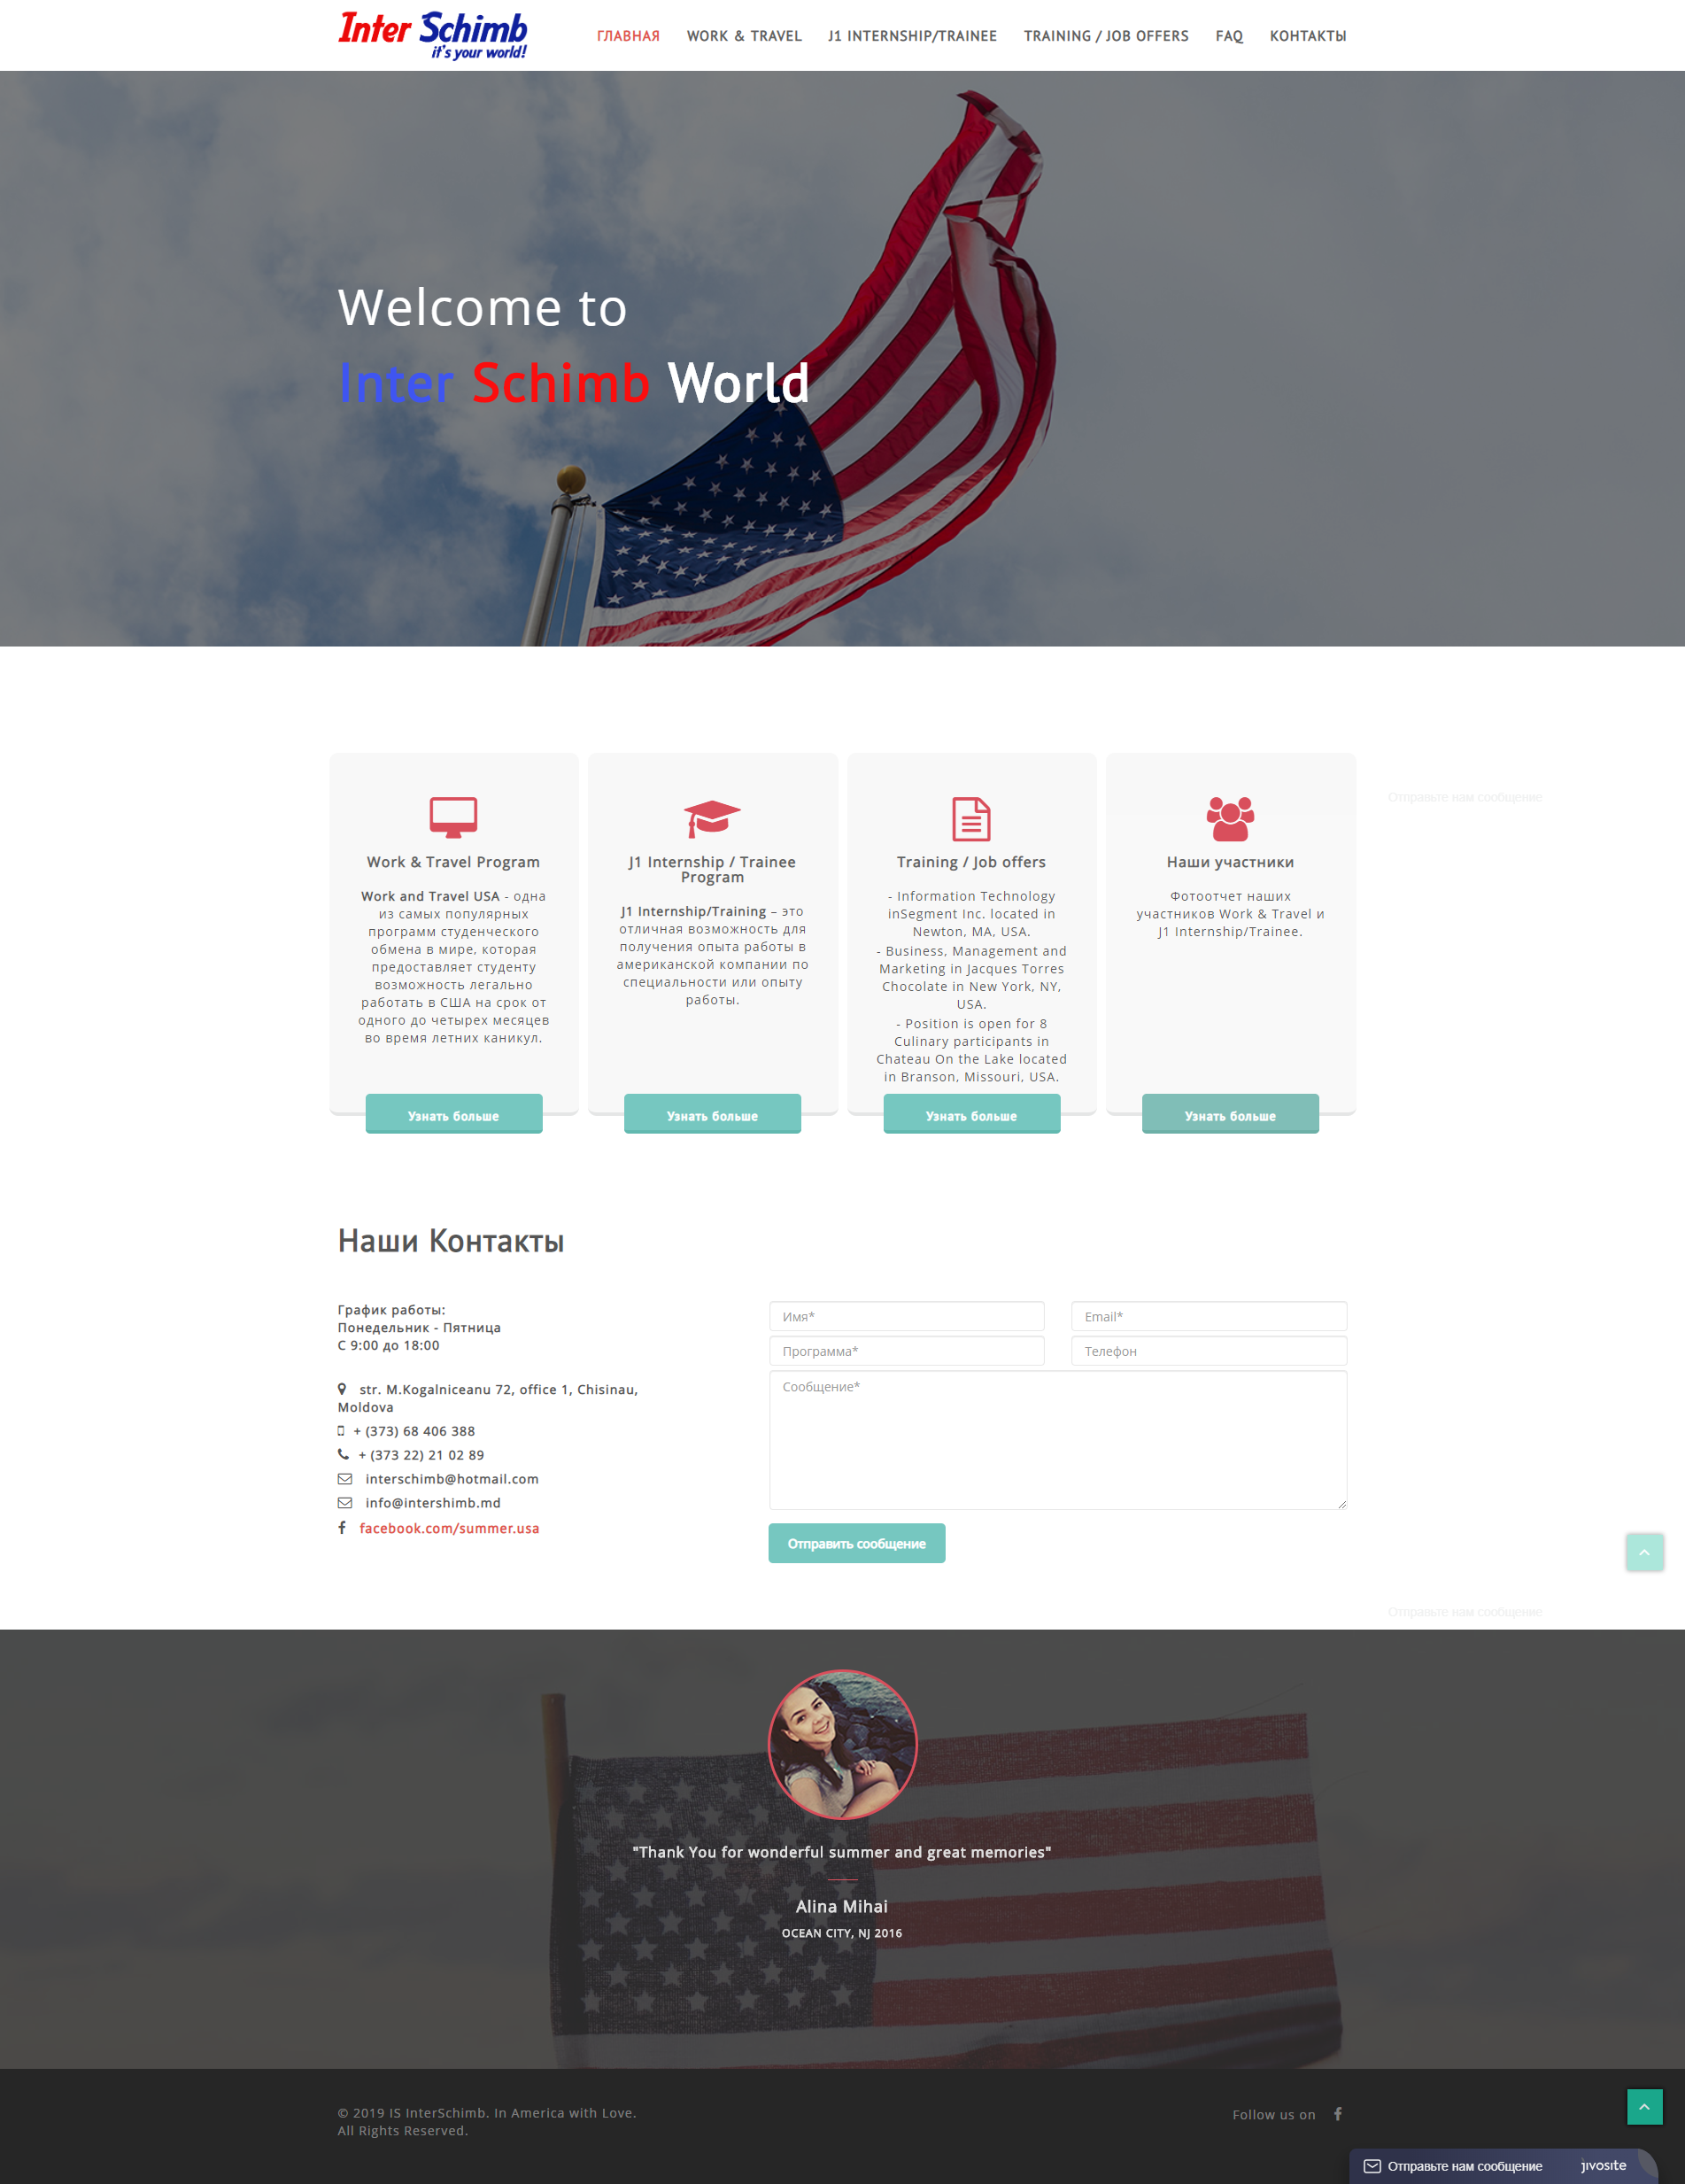 Inter Schimb
it's your world!
ГЛАВНАЯ WORK & TRAVEL J1 INTERNSHIP/TRAINEE TRAINING / JOB OFFERS FAQ КОНТАКТЫ
Welcome to
Inter Schimb World
Work & Travel Program
Work and Travel USA - одна
из самых популярных
программ студенческого
обмена в мире, которая
предоставляет студенту
возможность легально
работать в США на срок от
одного до четырех месяцев
во время летних каникул.
Узнать больше
J1 Internship / Trainee
Program
J1 Internship/Training – это
отличная возможность для
получения опыта работы в
американской компании по
специальности или опыту
работы.
Узнать больше
Training / Job offers
- Information Technology
inSegment Inc. located in
Newton, MA, USA.
- Business, Management and
Marketing in Jacques Torres
Chocolate in New York, NY,
USA.
- Position is open for 8
Culinary participants in
Chateau On the Lake located
in Branson, Missouri, USA.
Узнать больше
Наши участники
Фотоотчет наших
участников Work & Travel и
J1 Internship/Trainee.
Узнать больше
Отправьте нам сообщение
Наши Контакты
График работы:
Понедельник - Пятница
С 9:00 до 18:00
str. M.Kogalniceanu 72, office 1, Chisinau,
Moldova
+ (373) 68 406 388
+ (373 22) 21 02 89
interschimb@hotmail.com
info@intershimb.md
facebook.com/summer.usa
Имя* Email*
Программа* Телефон
Сообщение*
Отправить сообщение
Отправьте нам сообщение
"Thank You for wonderful summer and great memories"
Alina Mihai
OCEAN CITY, NJ 2016
© 2019 IS InterSchimb. In America with Love.
All Rights Reserved.
Follow us on
Отправьте нам сообщение jivosite